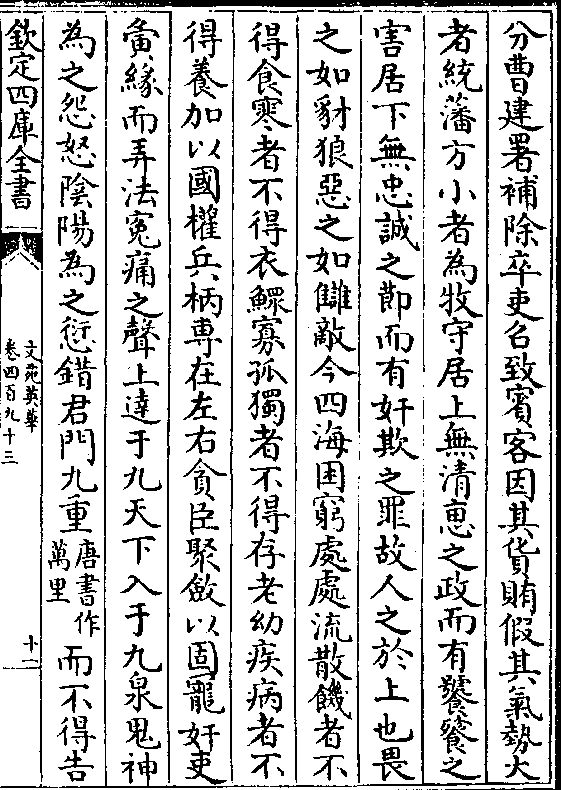 分曹建署補除卒吏召致賓客因其貨賄假其氣勢大
者統藩方小者為牧守居上無清恵之政而有饕餮之
害居下無忠誠之節而有奸欺之罪故人之於上也畏
之如豺狼惡之如讎敵今四海困窮處處流散饑者不
得食寒者不得衣鰥寡孤獨者不得存老幼疾病者不
得養加以國權兵柄専在左右貪臣聚斂以固寵奸吏
夤緣而弄法寃痛之聲上達于九天下入于九泉鬼神
為之怨怒陰陽為之愆錯君門九重唐書作萬里而不得告
欽定四庫全書
文苑英華
卷四百九十三
十一